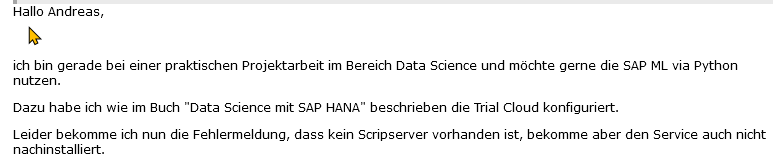 Hallo Andreas,
ich bin gerade bei einer praktischen Projektarbeit im Bereich Data Science und möchte gerne die SAP ML via Python
nutzen.
Dazu habe ich wie im Buch "Data Science mit SAP HANA" beschrieben die Trial Cloud konfiguriert.
Leider bekomme ich nun die Fehlermeldung, dass kein Scripserver vorhanden ist, bekomme aber den Service auch nicht
nachinstalliert.